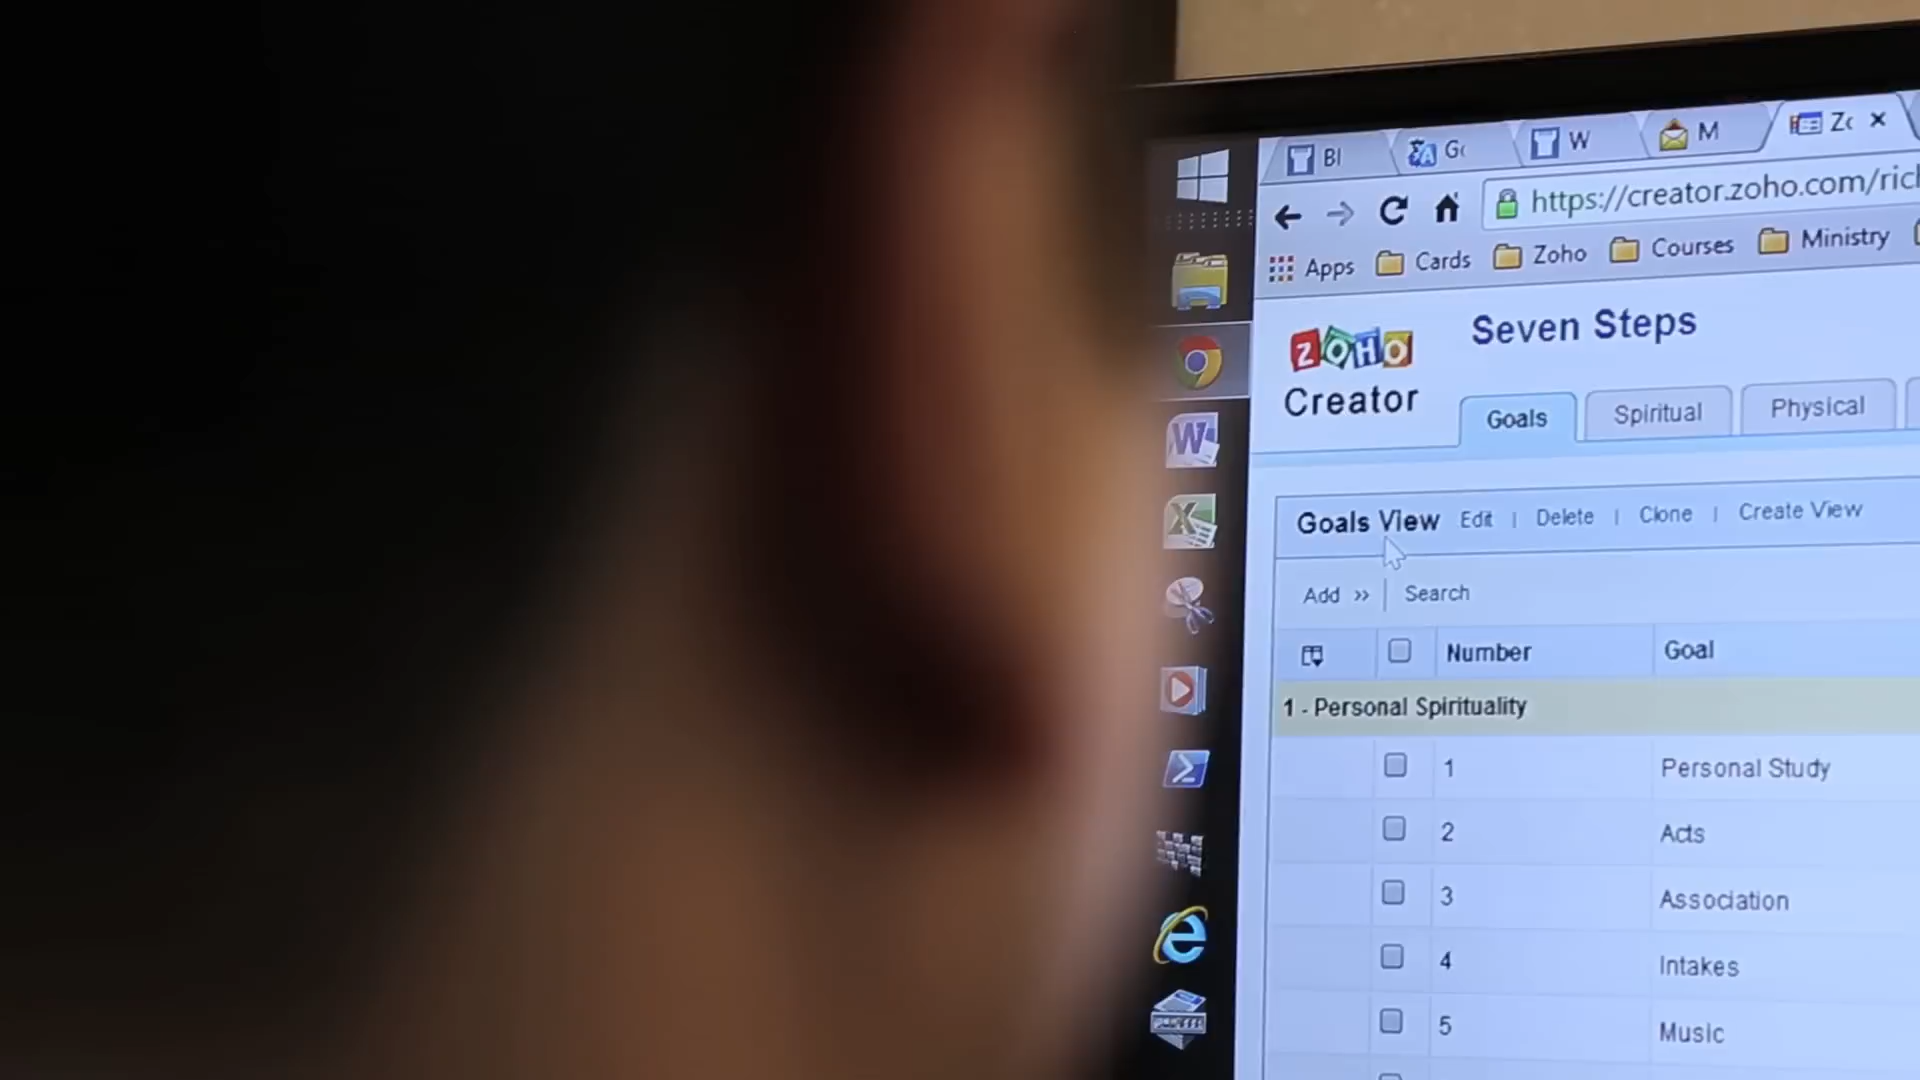 Bl
G
W
M
Zo
https://creator.zoho.com/rich
Apps Cards Zoho Courses Ministry
ZOHO
Creator
Seven Steps
Goals Spiritual Physical
Goals View Edit | Delete | Clone | Create View
Add >> | Search
Number Goal
1 - Personal Spirituality
1 Personal Study
2 Acts
3 Association
4 Intakes
5 Music